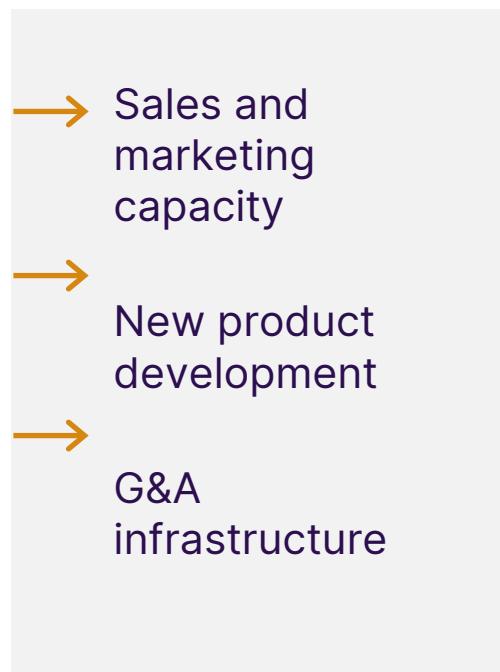 Sales and
marketing
capacity
New product
development
G&A
infrastructure